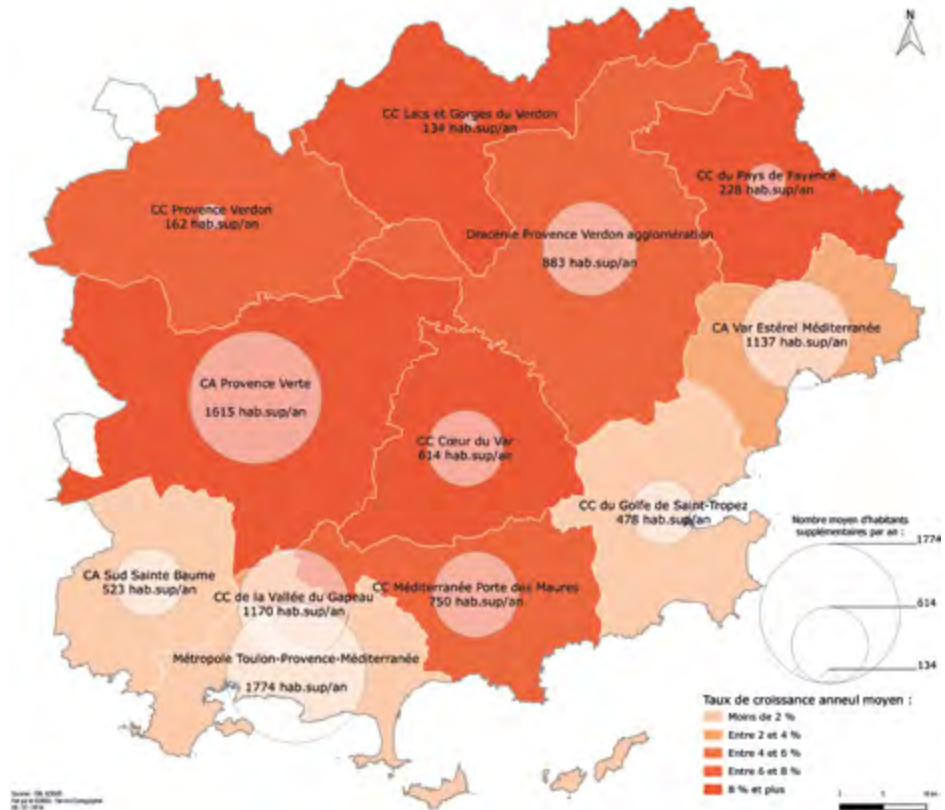 N
CC Lacs et Gorges du Verdon
134 hab.sup/an
CC du Pays de Fayence
228 hab.sup/an
CC Provence Verdon
162 hab.sup/an
Dracénie Provence Verdon agglomération
883 hab.sup/an
CA Var Estérel Méditerranée
1137 hab.sup/an
CA Provence Verte
1615 hab.sup/an
CC Cœur du Var
614 hab.sup/an
CC du Golfe de Saint-Tropez
478 hab.sup/an
Nombre moyen d'habitants
supplémentaires par an :
1774
614
134
CA Sud Sainte Baume
523 hab.sup/an
CC de la Vallée du Gapeau
1170 hab.sup/an
CC Méditerranée Porte des Maures
750 hab.sup/an
Métropole Toulon-Provence-Méditerranée
1774 hab.sup/an
Taux de croissance anneul moyen :
Moins de 2 %
Entre 2 et 4 %
Entre 4 et 6 %
Entre 6 et 8 %
8 % et plus